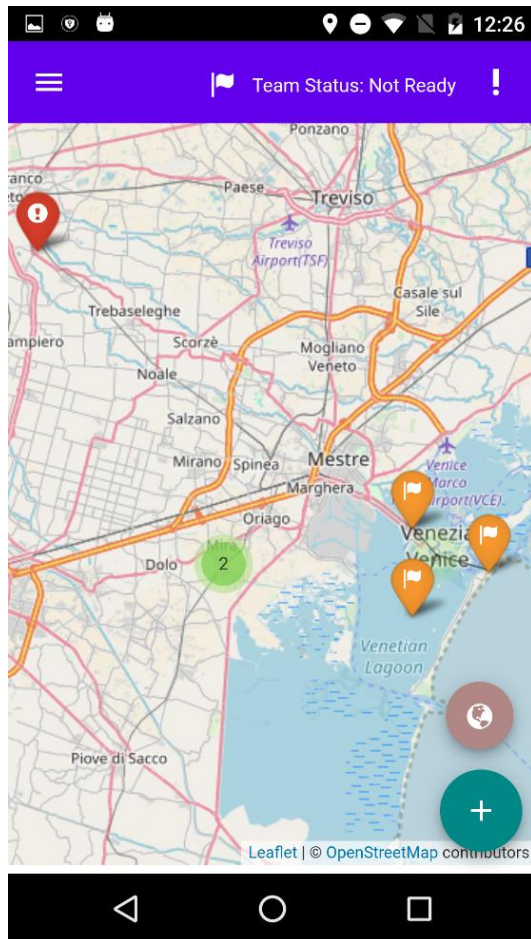 12:26
Team Status: Not Ready
Ponzano
Paese
Treviso
Treviso
Airport(TSF)
Casale sul
Sile
Trebaseleghe
Scorzè
Mogliano
Veneto
Noale
Salzano
Mirano
Spinea
Mestre
Marghera
Venice
Marco
Airport(VCE)
Oriago
Venezia
Venice
Mira
Dolo
2
Venetian
Lagoon
Piove di Sacco
+
Leaflet | © OpenStreetMap contributors